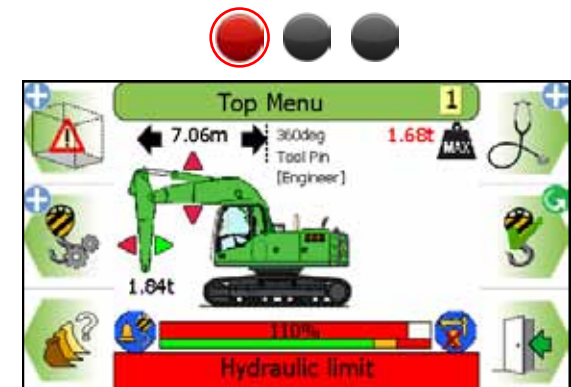 Top Menu
1
7.06m
360deg
Tool Pin
[Engineer]
1.68t
MAX
1.84t
?
110%
Hydraulic limit